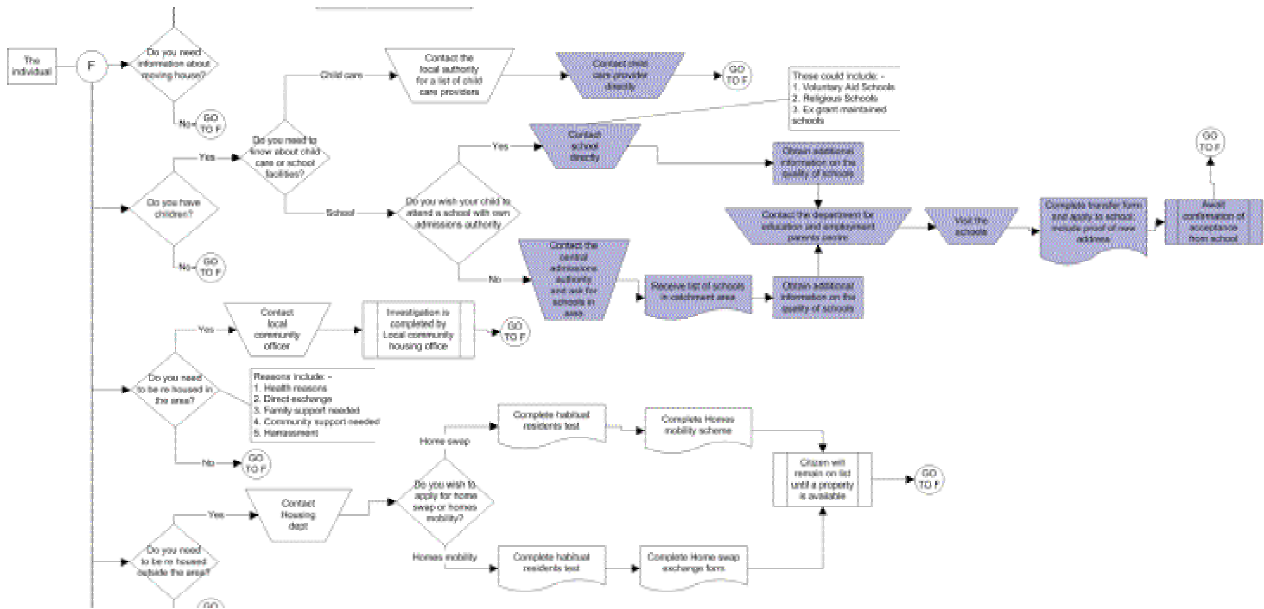 The
individual
F
Do you need
information about
moving house?
No
GO
TO F
Do you have
children?
Yes
No
GO
TO F
Do you need to
know about child
care or school
facilities?
Child care
Contact the
local authority
for a list of child
care providers
Contact child
care provider
directly
GO
TO F
School
Do you wish your child to
attend a school with own
admissions authority
Yes
Contact
school
directly
These could include: -
1. Voluntary Aid Schools
2. Religious Schools
3. Ex grant maintained
schools
Obtain additional
information on the
quality of schools
No
Contact the
central
admissions
authority
and ask for
schools in
area
Receive list of schools
in catchment area
Obtain additional
information on the
quality of schools
Contact the department for
education and employment
parents centre
Visit the
schools
Complete transfer form
and apply to school.
Include proof of new
address
Await
confirmation of
acceptance
from school
GO
TO F
Do you need
to be re housed in
the area?
Yes
Contact
local
community
officer
Investigation is
completed by
Local community
housing office
GO
TO F
Reasons include: -
1. Health reasons
2. Direct exchange
3. Family support needed
4. Community support needed
5. Harrasment
No
GO
TO F
Do you need
to be re housed
outside the area?
Yes
Contact
Housing
dept
Do you wish to
apply for home
swap or homes
mobility?
Home swap
Complete habitual
residents test
Complete Homes
mobility scheme
Homes mobility
Complete habitual
residents test
Complete Home swap
exchange form
Citizen will
remain on list
until a property
is available
GO
TO F
GO